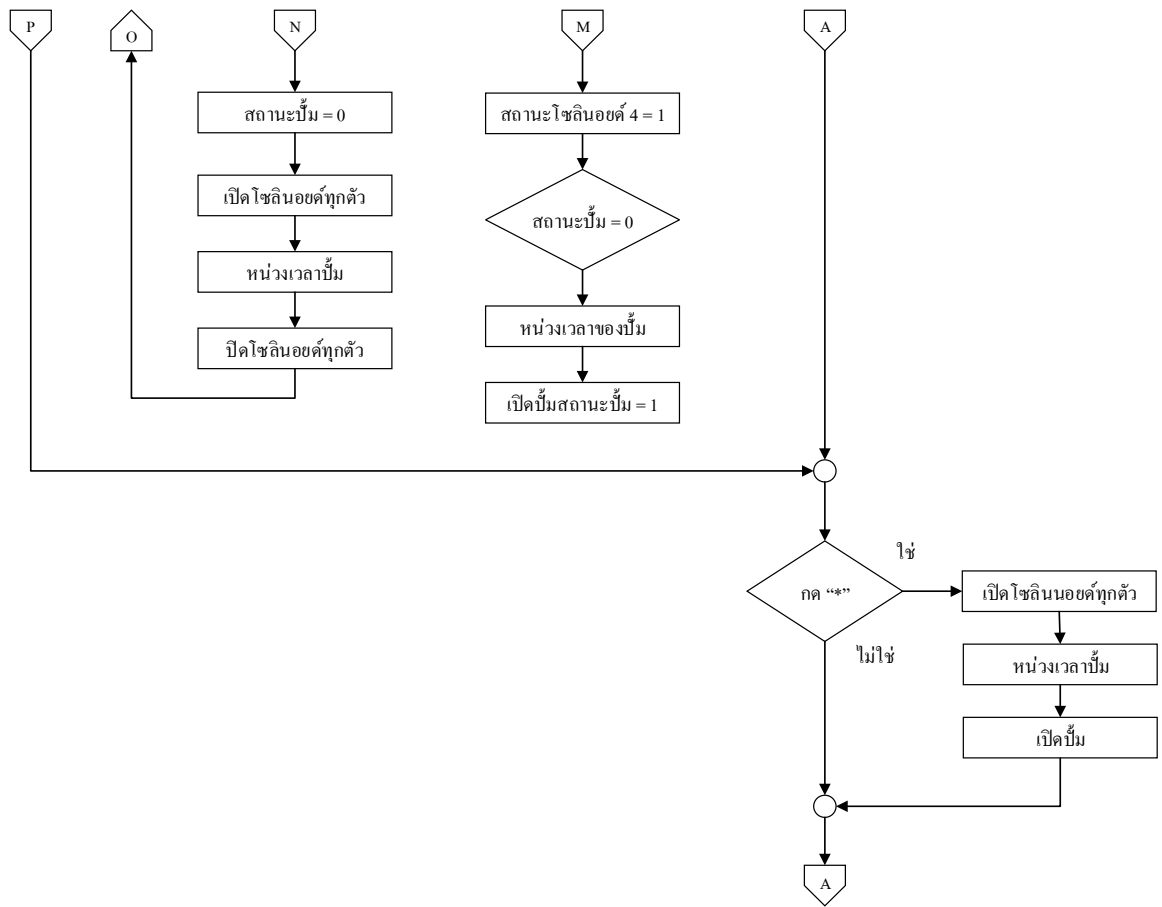 P
O
N
M
A
สถานะปั๊ม = 0
เปิดโซลินอยด์ทุกตัว
หน่วงเวลาปั๊ม
ปิดโซลินอยด์ทุกตัว
สถานะโซลินอยด์ 4 = 1
สถานะปั๊ม = 0
หน่วงเวลาของปั๊ม
เปิดปั๊มสถานะปั๊ม = 1
กด “*”
ใช่
ไม่ใช่
เปิดโซลินนอยด์ทุกตัว
หน่วงเวลาปั๊ม
เปิดปั๊ม
A